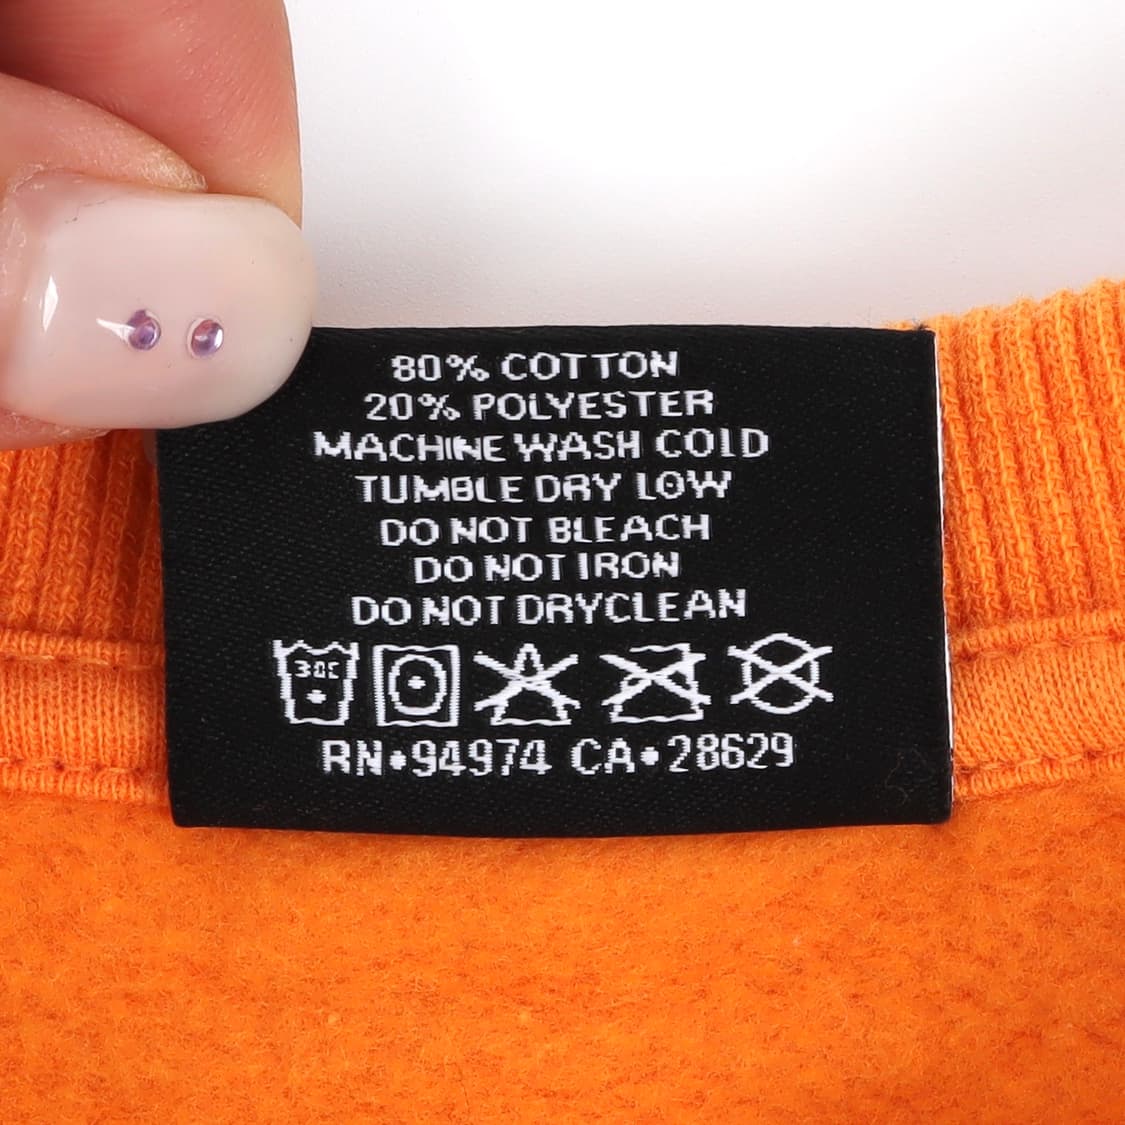 80% COTTON
20% POLYESTER
MACHINE WASH COLD
TUMBLE DRY LOW
DO NOT BLEACH
DO NOT IRON
DO NOT DRYCLEAN
30C
RN•94974 CA•28629